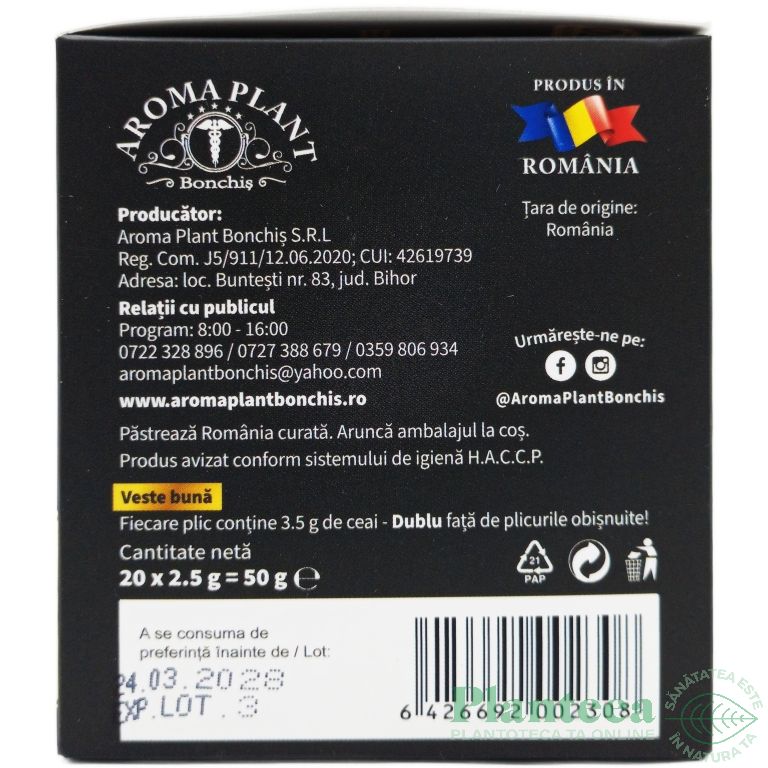 AROMA PLANT
Bonchiș
PRODUS ÎN
ROMÂNIA
Țara de origine:
România
Producător:
Aroma Plant Bonchiș S.R.L
Reg. Com. J5/911/12.06.2020; CUI: 42619739
Adresa: loc. Buntești nr. 83, jud. Bihor
Relații cu publicul
Program: 8:00 - 16:00
0722 328 896 / 0727 388 679 / 0359 806 934
aromaplantbonchis@yahoo.com
www.aromaplantbonchis.ro
Urmărește-ne pe:
@AromaPlantBonchis
Păstrează România curată. Aruncă ambalajul la coș.
Produs avizat conform sistemului de igienă H.A.C.C.P.
Veste bună
Fiecare plic conține 3.5 g de ceai - Dublu față de plicurile obișnuite!
Cantitate netă
20 x 2.5 g = 50 g ℮
21
PAP
A se consuma de
preferință înainte de / Lot:
24.03.2028
EXP.LOT . 3
6 426692 002308
Planteca
PLANTOTECA TA ONLINE
SĂNĂTATEA ESTE
ÎN NATURA TA